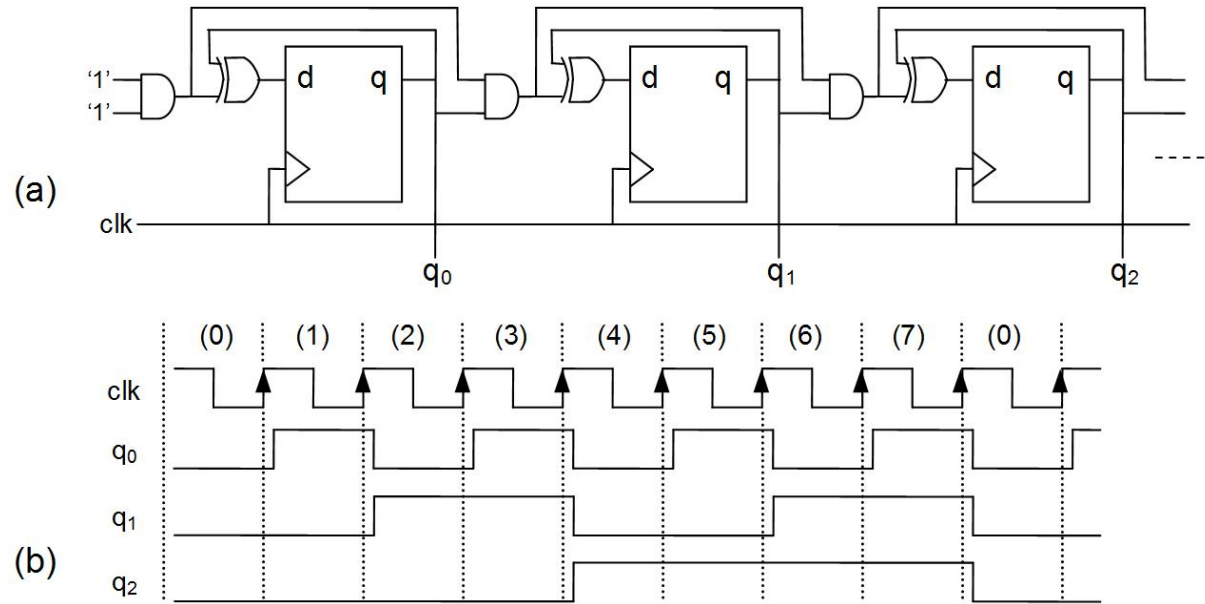 ‘1’
‘1’
d q
d q
d q
(a)
clk
q₀ q₁ q₂
(0) (1) (2) (3) (4) (5) (6) (7) (0)
clk
q₀
q₁
(b)
q₂